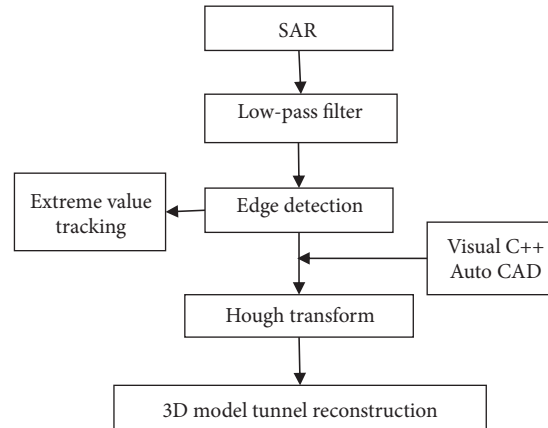 SAR
Low-pass filter
Extreme value
tracking
Edge detection
Visual C++
Auto CAD
Hough transform
3D model tunnel reconstruction